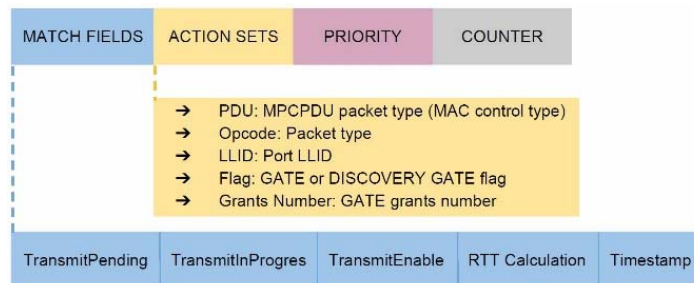 MATCH FIELDS ACTION SETS PRIORITY COUNTER
➔ PDU: MPCPDU packet type (MAC control type)
➔ Opcode: Packet type
➔ LLID: Port LLID
➔ Flag: GATE or DISCOVERY GATE flag
➔ Grants Number: GATE grants number
TransmitPending TransmitInProgres TransmitEnable RTT Calculation Timestamp